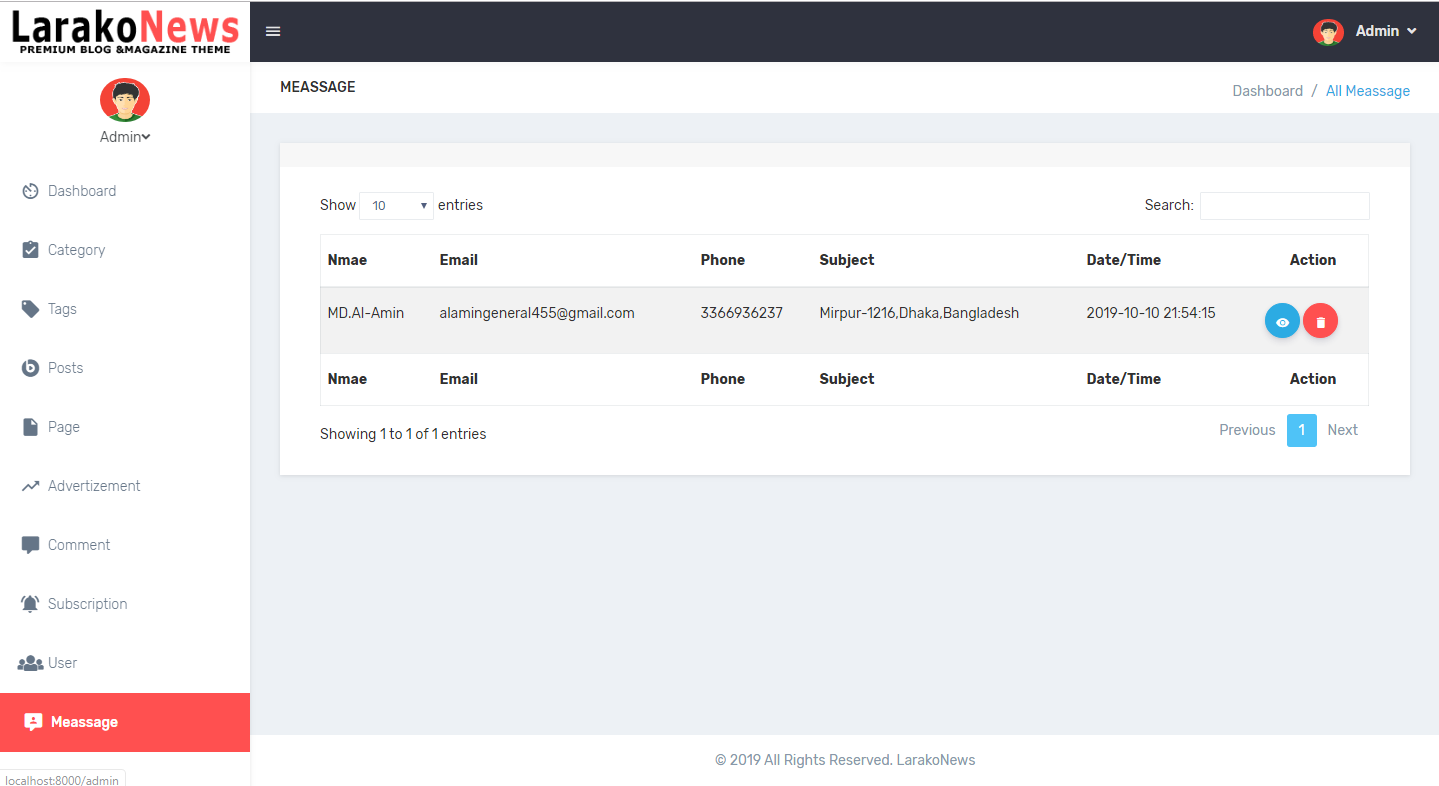 LarakoNews
PREMIUM BLOG &MAGAZINE THEME
Admin
Admin
MEASSAGE
Dashboard / All Meassage
Dashboard
Category
Tags
Posts
Page
Advertizement
Comment
Subscription
User
Meassage
Show 10 entries
Search:
Nmae Email Phone Subject Date/Time Action
MD.Al-Amin alamingeneral455@gmail.com 3366936237 Mirpur-1216,Dhaka,Bangladesh 2019-10-10 21:54:15
Nmae Email Phone Subject Date/Time Action
Showing 1 to 1 of 1 entries
Previous 1 Next
© 2019 All Rights Reserved. LarakoNews
localhost:8000/admin